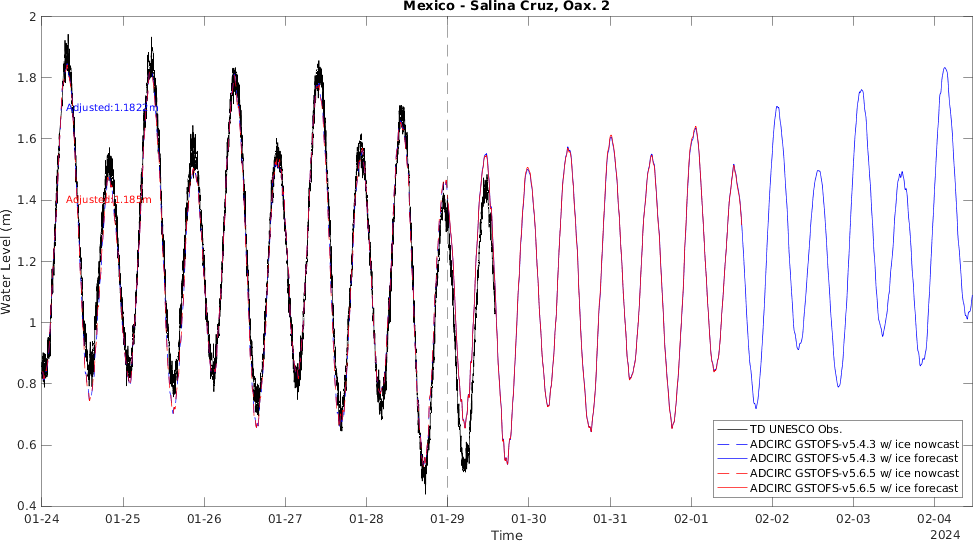 Mexico - Salina Cruz, Oax. 2
2
1.8
1.6
1.4
1.2
1
0.8
0.6
0.4
Water Level (m)
Adjusted:1.1822m
Adjusted:1.185m
TD UNESCO Obs.
ADCIRC GSTOFS-v5.4.3 w/ ice nowcast
ADCIRC GSTOFS-v5.4.3 w/ ice forecast
ADCIRC GSTOFS-v5.6.5 w/ ice nowcast
ADCIRC GSTOFS-v5.6.5 w/ ice forecast
01-24 01-25 01-26 01-27 01-28 01-29 01-30 01-31 02-01 02-02 02-03 02-04
Time
2024